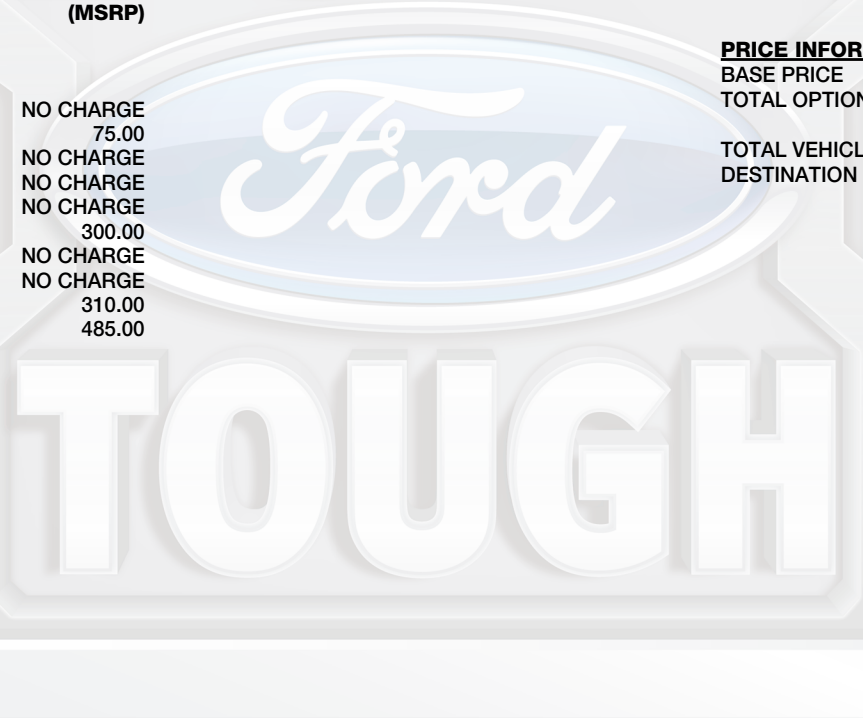 (MSRP)
NO CHARGE
75.00
NO CHARGE
NO CHARGE
NO CHARGE
300.00
NO CHARGE
NO CHARGE
310.00
485.00
PRICE INFOR
BASE PRICE
TOTAL OPTION
TOTAL VEHICL
DESTINATION
Ford
TOUGH